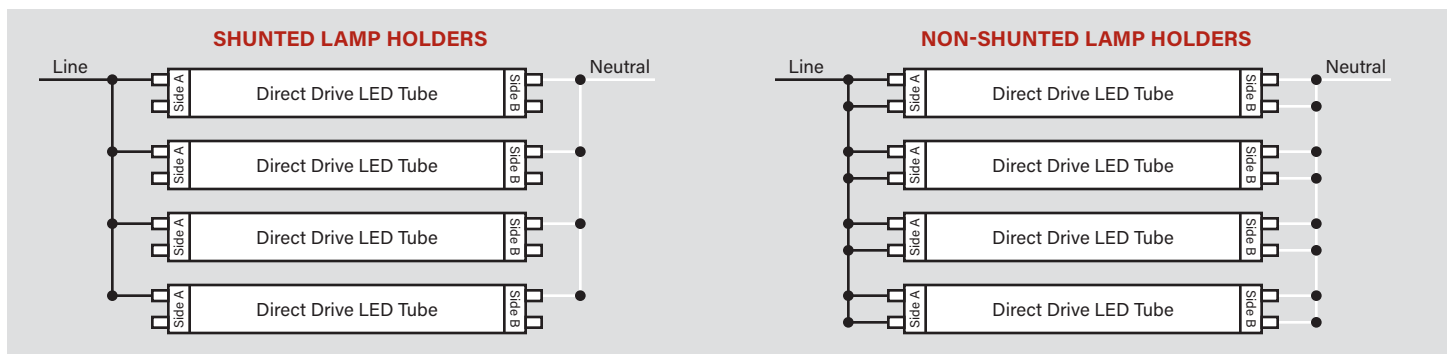 SHUNTED LAMP HOLDERS
Line
Neutral
Side A
Direct Drive LED Tube
Side B
Side A
Direct Drive LED Tube
Side B
Side A
Direct Drive LED Tube
Side B
Side A
Direct Drive LED Tube
Side B
NON-SHUNTED LAMP HOLDERS
Line
Neutral
Side A
Direct Drive LED Tube
Side B
Side A
Direct Drive LED Tube
Side B
Side A
Direct Drive LED Tube
Side B
Side A
Direct Drive LED Tube
Side B